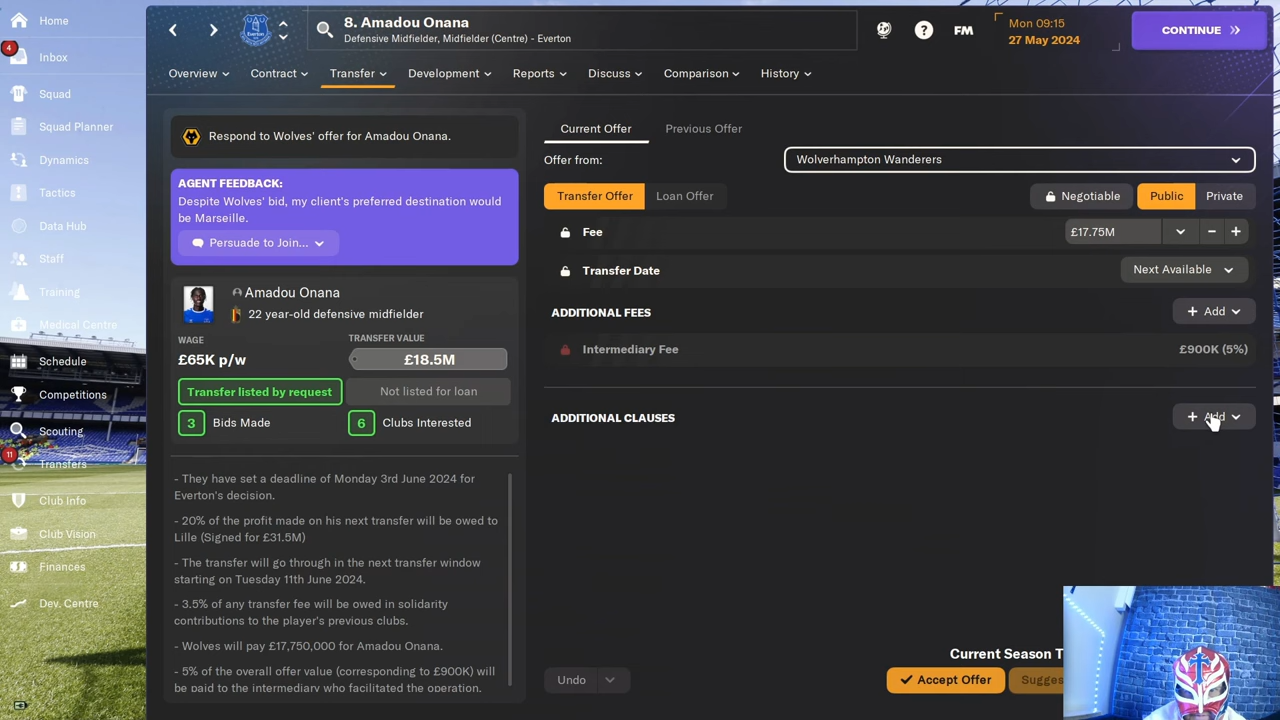 Home
8. Amadou Onana
Defensive Midfielder, Midfielder (Centre) - Everton
FM
Mon 09:15
27 May 2024
CONTINUE
4
Inbox
Squad
Squad Planner
Dynamics
Tactics
Data Hub
Staff
Training
Medical Centre
Schedule
Competitions
Scouting
11
Transfers
Club Info
Club Vision
Finances
Dev. Centre
Overview
Contract
Transfer
Development
Reports
Discuss
Comparison
History
Respond to Wolves' offer for Amadou Onana.
AGENT FEEDBACK:
Despite Wolves' bid, my client's preferred destination would
be Marseille.
Persuade to Join...
Amadou Onana
22 year-old defensive midfielder
WAGE
£65K p/w
TRANSFER VALUE
£18.5M
Transfer listed by request
Not listed for loan
3 Bids Made
6 Clubs Interested
- They have set a deadline of Monday 3rd June 2024 for
Everton's decision.
- 20% of the profit made on his next transfer will be owed to
Lille (Signed for £31.5M)
- The transfer will go through in the next transfer window
starting on Tuesday 11th June 2024.
- 3.5% of any transfer fee will be owed in solidarity
contributions to the player's previous clubs.
- Wolves will pay £17,750,000 for Amadou Onana.
- 5% of the overall offer value (corresponding to £900K) will
be paid to the intermediary who facilitated the operation.
Current Offer
Previous Offer
Offer from:
Wolverhampton Wanderers
Transfer Offer
Loan Offer
Negotiable
Public
Private
Fee
£17.75M
Transfer Date
Next Available
ADDITIONAL FEES
+ Add
Intermediary Fee
£900K (5%)
ADDITIONAL CLAUSES
+ Add
Current Season T
Undo
Accept Offer
Sugges